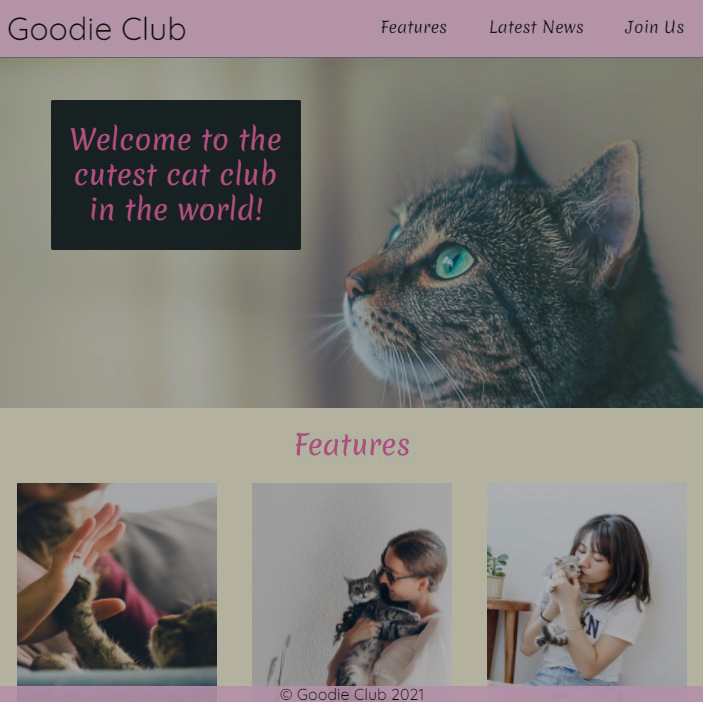 Goodie Club
Features
Latest News
Join Us
Welcome to the
cutest cat club
in the world!
Features
© Goodie Club 2021